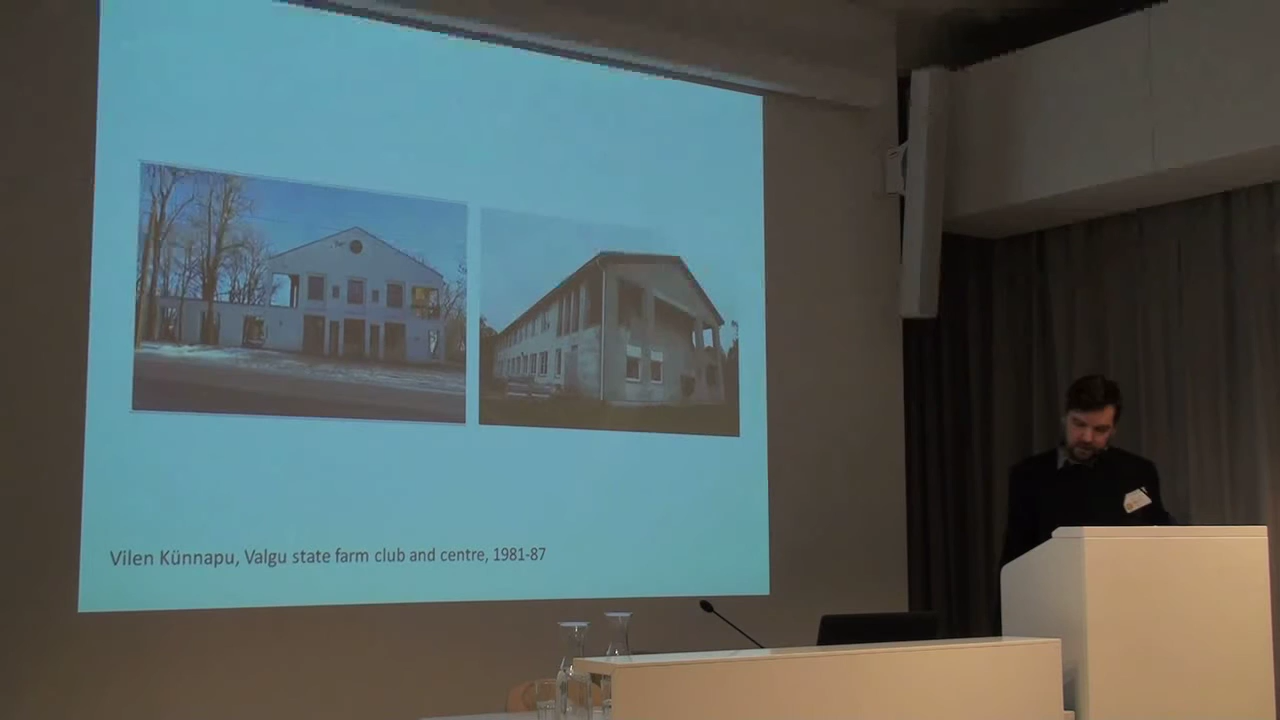 Vilen Künnapu, Valgu state farm club and centre, 1981-87